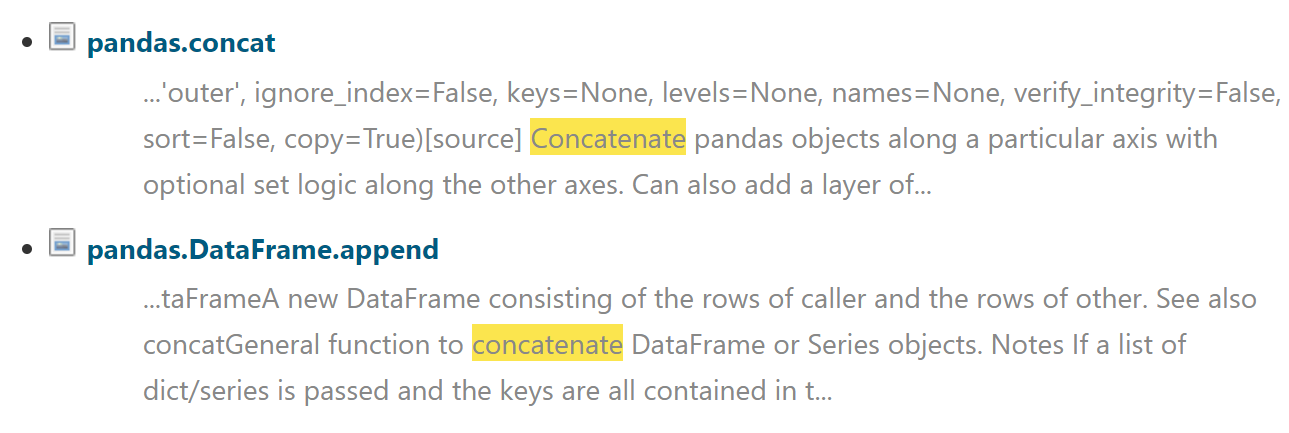 pandas.concat
...'outer', ignore_index=False, keys=None, levels=None, names=None, verify_integrity=False,
sort=False, copy=True)[source] Concatenate pandas objects along a particular axis with
optional set logic along the other axes. Can also add a layer of...
pandas.DataFrame.append
...taFrameA new DataFrame consisting of the rows of caller and the rows of other. See also
concatGeneral function to concatenate DataFrame or Series objects. Notes If a list of
dict/series is passed and the keys are all contained in t...